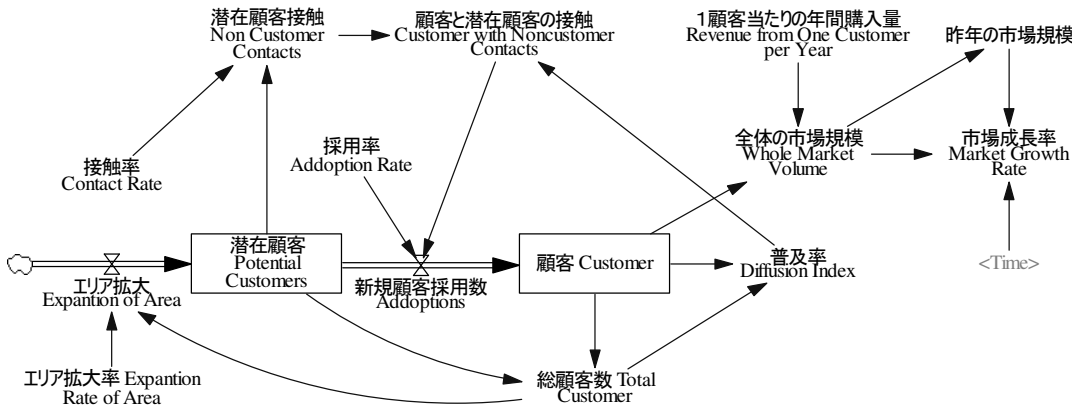 潜在顧客接触
Non Customer
Contacts
顧客と潜在顧客の接触
Customer with Noncustomer
Contacts
１顧客当たりの年間購入量
Revenue from One Customer
per Year
昨年の市場規模
接触率
Contact Rate
採用率
Addoption Rate
全体の市場規模
Whole Market
Volume
市場成長率
Market Growth
Rate
潜在顧客
Potential
Customers
顧客 Customer
普及率
Diffusion Index
<Time>
エリア拡大
Expantion of Area
新規顧客採用数
Addoptions
エリア拡大率 Expantion
Rate of Area
総顧客数 Total
Customer